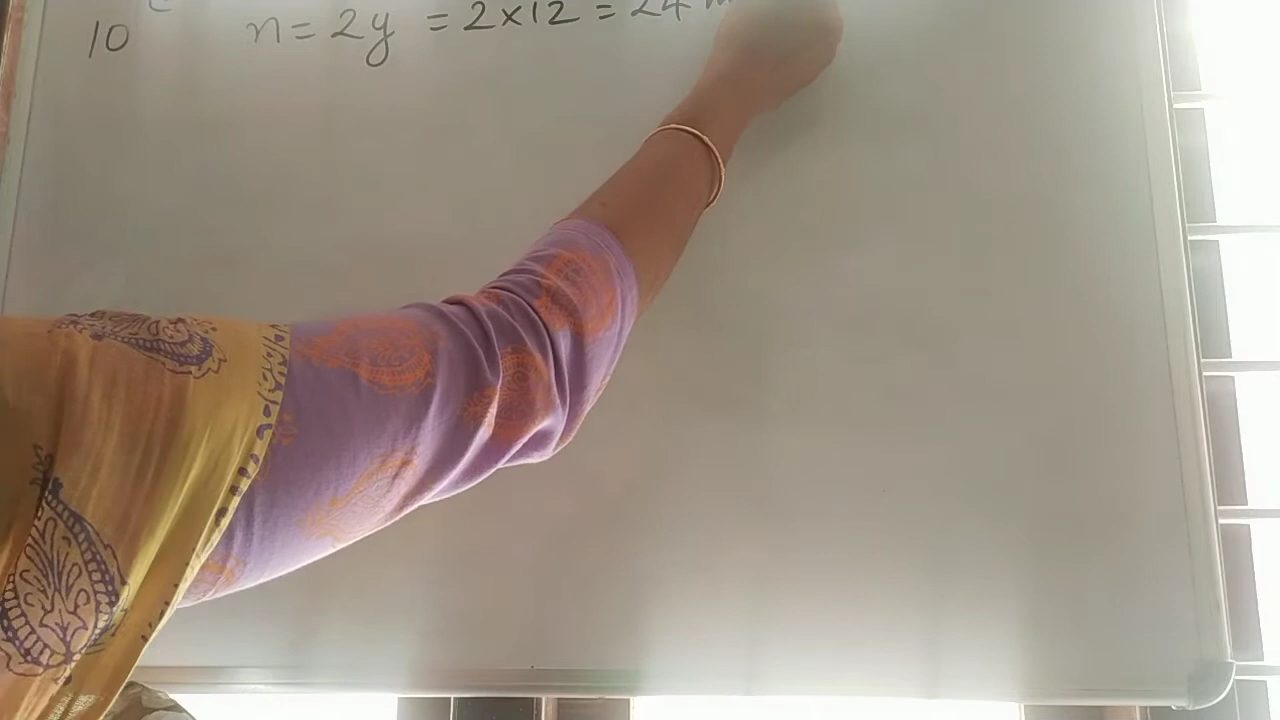 10 n = 2y = 2×12 = 24